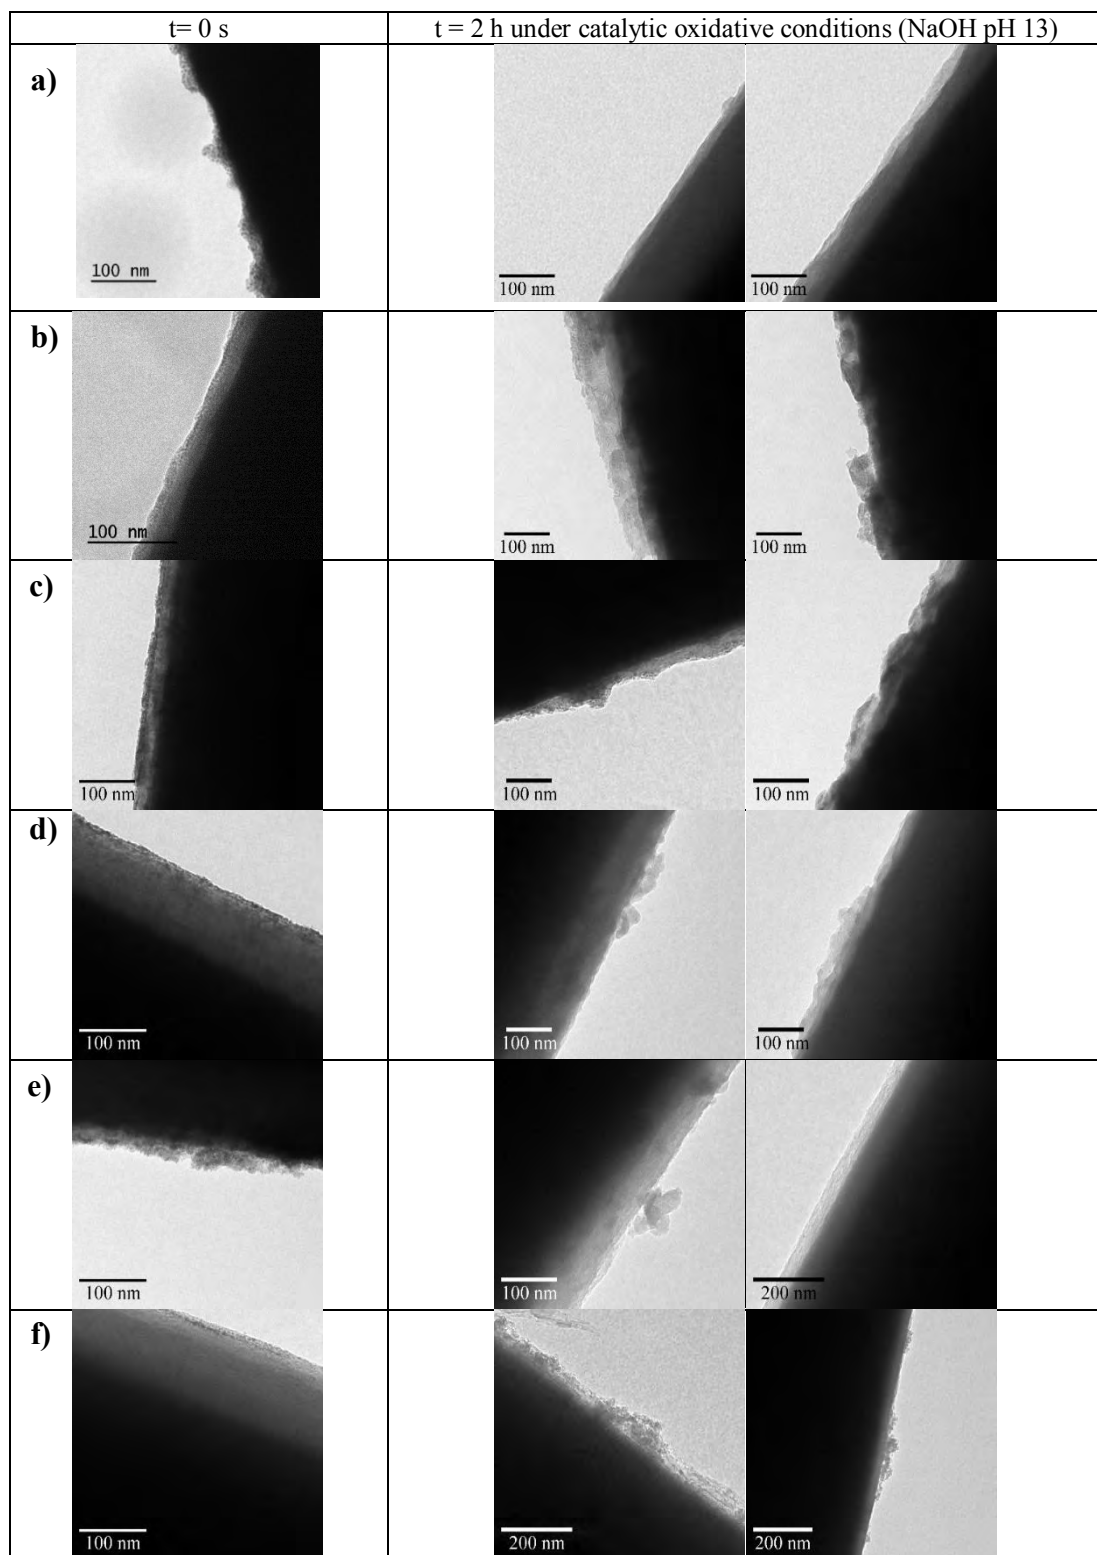 t= 0 s
t = 2 h under catalytic oxidative conditions (NaOH pH 13)
a)
100 nm
100 nm
100 nm
b)
100 nm
100 nm
100 nm
c)
100 nm
100 nm
100 nm
d)
100 nm
100 nm
100 nm
e)
100 nm
100 nm
200 nm
f)
100 nm
200 nm
200 nm